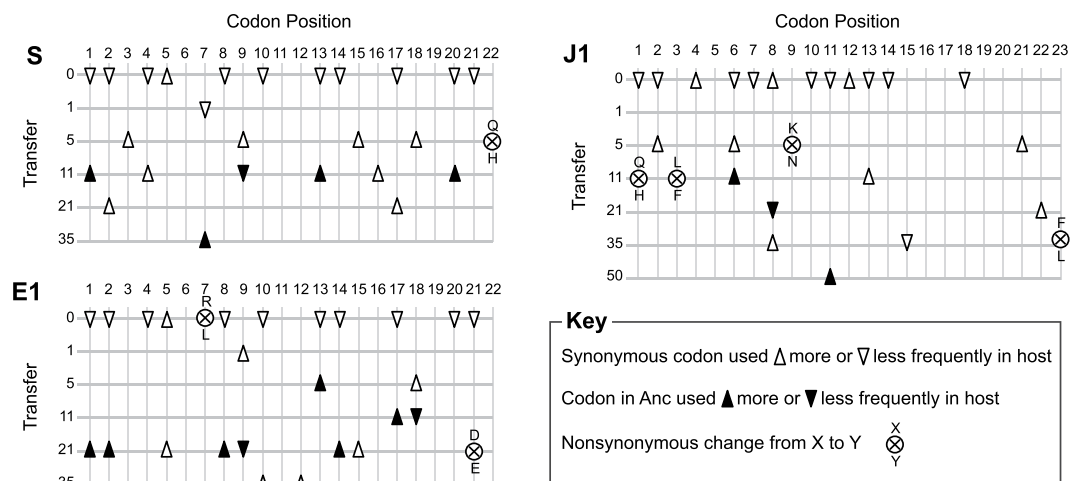 Codon Position
S
1 2 3 4 5 6 7 8 9 10 11 12 13 14 15 16 17 18 19 20 21 22
0
1
Q
5
H
11
21
35
Transfer
E1
1 2 3 4 5 6 7 8 9 10 11 12 13 14 15 16 17 18 19 20 21 22
R
0
L
1
5
11
D
21
E
Transfer
Codon Position
J1
1 2 3 4 5 6 7 8 9 10 11 12 13 14 15 16 17 18 19 20 21 22 23
0
1
K
5
N
Q L
11
H F
21
F
35
L
50
Transfer
Key
Synonymous codon used △ more or ▽ less frequently in host
Codon in Anc used ▲ more or ▼ less frequently in host
X
Nonsynonymous change from X to Y ⊗
Y